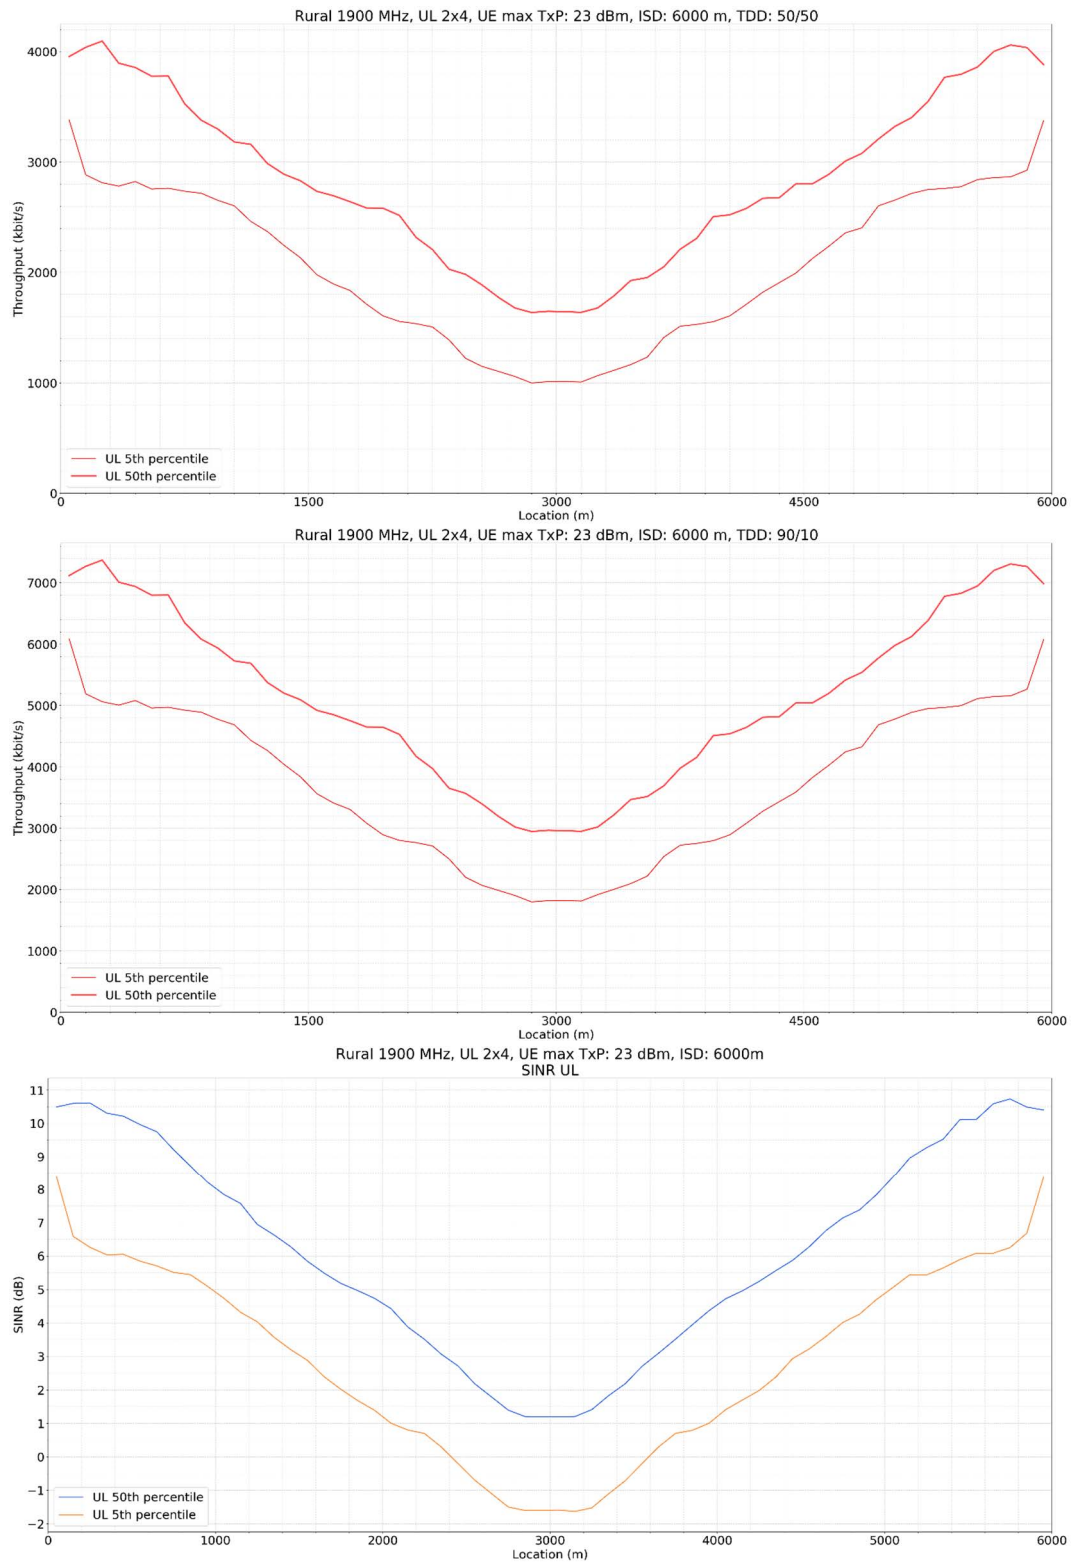 Rural 1900 MHz, UL 2x4, UE max TxP: 23 dBm, ISD: 6000 m, TDD: 50/50
4000
3000
2000
1000
0
Throughput (kbit/s)
UL 5th percentile
UL 50th percentile
0 1500 3000 4500 6000
Location (m)
Rural 1900 MHz, UL 2x4, UE max TxP: 23 dBm, ISD: 6000 m, TDD: 90/10
7000
6000
5000
4000
3000
2000
1000
0
Throughput (kbit/s)
UL 5th percentile
UL 50th percentile
0 1500 3000 4500 6000
Location (m)
Rural 1900 MHz, UL 2x4, UE max TxP: 23 dBm, ISD: 6000m
SINR UL
11
10
9
8
7
6
5
4
3
2
1
0
−1
−2
SINR (dB)
UL 50th percentile
UL 5th percentile
0 1000 2000 3000 4000 5000 6000
Location (m)